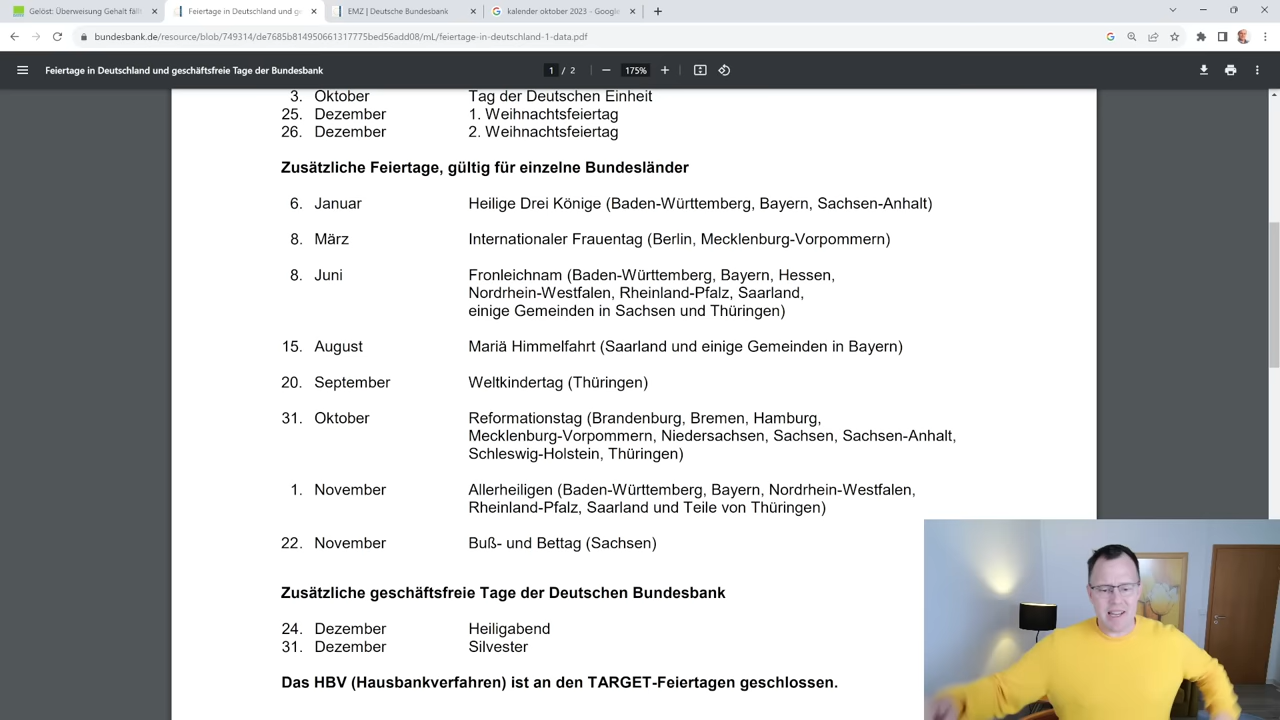 Gelöst: Überweisung Gehalt fällt
Feiertage in Deutschland und ge
EMZ | Deutsche Bundesbank
kalender oktober 2023 - Google
bundesbank.de/resource/blob/749314/de7685b814950661317775bed56add08/mL/feiertage-in-deutschland-1-data.pdf
Feiertage in Deutschland und geschäftsfreie Tage der Bundesbank
1 / 2
175%
3. Oktober Tag der Deutschen Einheit
25. Dezember 1. Weihnachtsfeiertag
26. Dezember 2. Weihnachtsfeiertag
Zusätzliche Feiertage, gültig für einzelne Bundesländer
6. Januar Heilige Drei Könige (Baden-Württemberg, Bayern, Sachsen-Anhalt)
8. März Internationaler Frauentag (Berlin, Mecklenburg-Vorpommern)
8. Juni Fronleichnam (Baden-Württemberg, Bayern, Hessen,
Nordrhein-Westfalen, Rheinland-Pfalz, Saarland,
einige Gemeinden in Sachsen und Thüringen)
15. August Mariä Himmelfahrt (Saarland und einige Gemeinden in Bayern)
20. September Weltkindertag (Thüringen)
31. Oktober Reformationstag (Brandenburg, Bremen, Hamburg,
Mecklenburg-Vorpommern, Niedersachsen, Sachsen, Sachsen-Anhalt,
Schleswig-Holstein, Thüringen)
1. November Allerheiligen (Baden-Württemberg, Bayern, Nordrhein-Westfalen,
Rheinland-Pfalz, Saarland und Teile von Thüringen)
22. November Buß- und Bettag (Sachsen)
Zusätzliche geschäftsfreie Tage der Deutschen Bundesbank
24. Dezember Heiligabend
31. Dezember Silvester
Das HBV (Hausbankverfahren) ist an den TARGET-Feiertagen geschlossen.